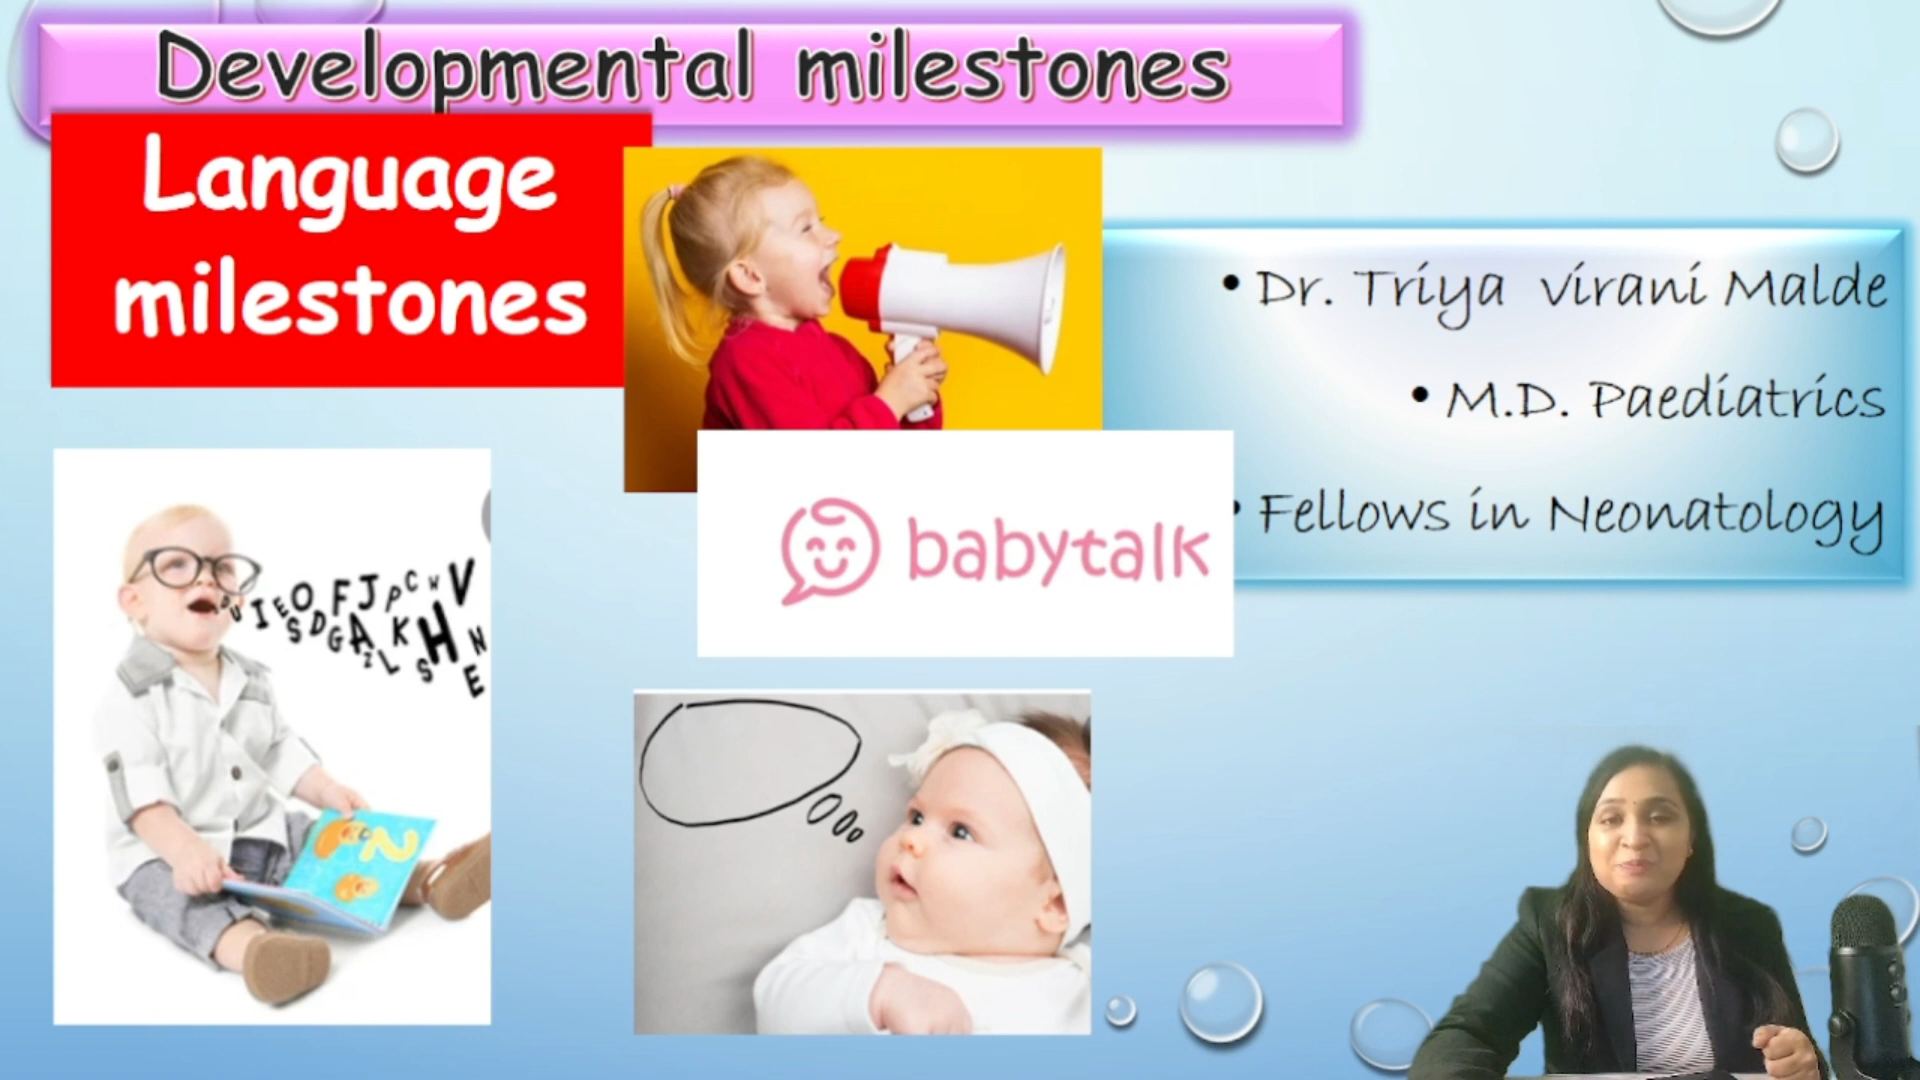 Developmental milestones
Language
milestones
• Dr. Triya virani Malde
• M.D. Paediatrics
• Fellows in Neonatology
babytalk